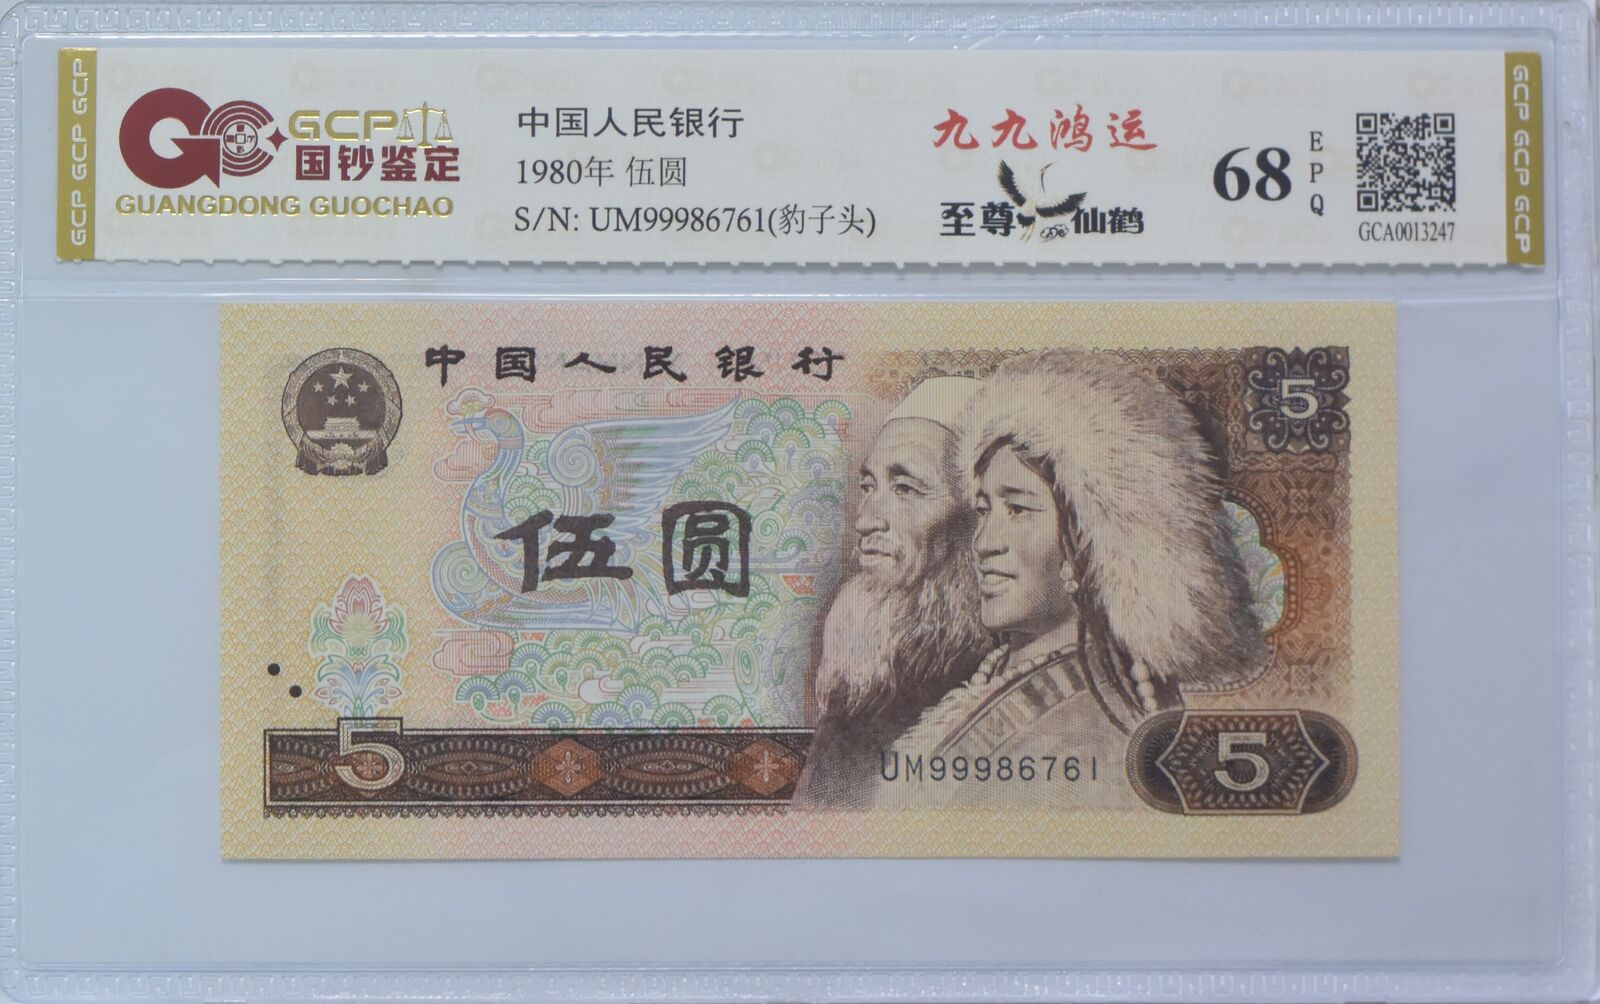 GCP GCP GCP
GCP
国钞鉴定
GUANGDONG GUOCHAO
中国人民银行
1980年 伍圆
S/N: UM99986761(豹子头)
九九鸿运
至尊仙鹤
68
EPQ
GCA0013247
GCP GCP GCP
中国人民银行
5
伍圆
5
UM99986761
5